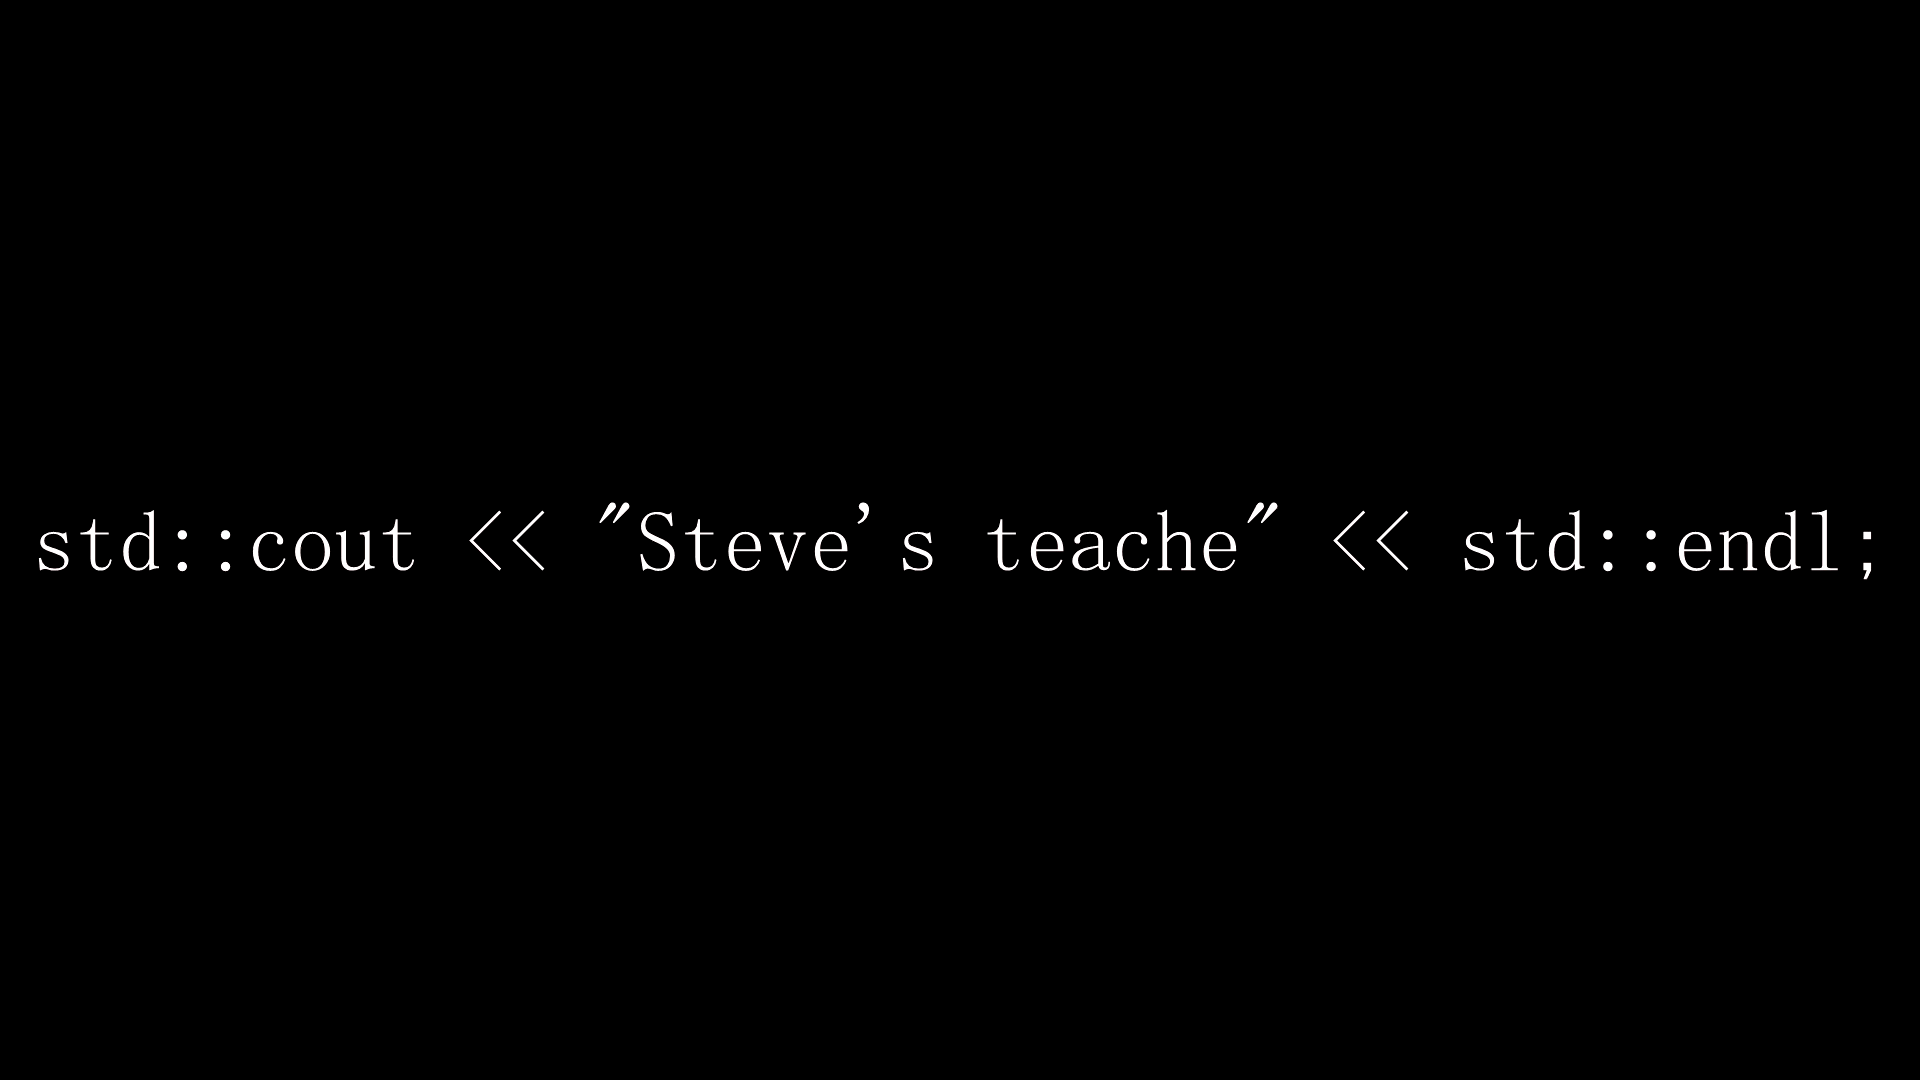 std::cout << "Steve's teache" << std::endl;